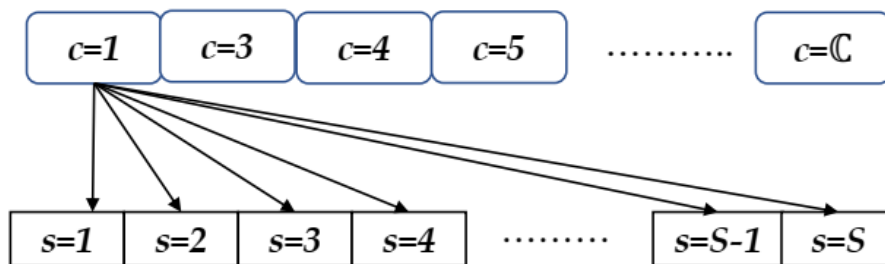 c=1 c=3 c=4 c=5 ……….. c=ℂ
s=1 s=2 s=3 s=4 ……… s=S-1 s=S